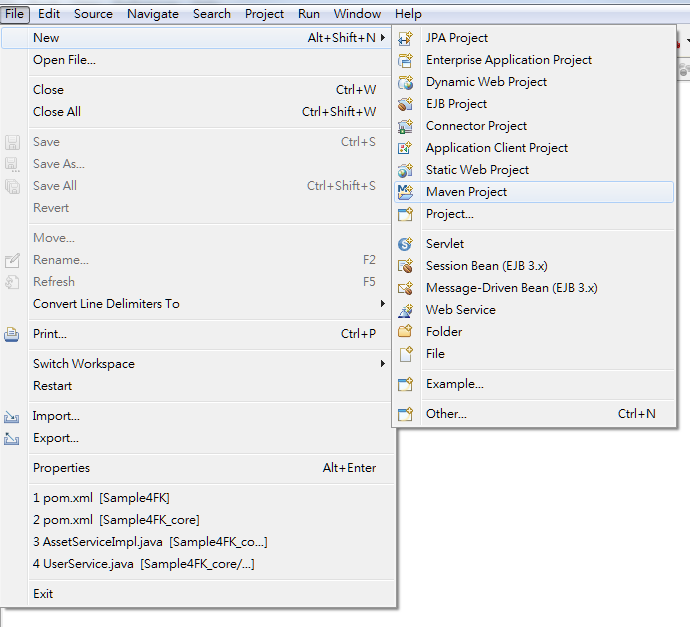 File Edit Source Navigate Search Project Run Window Help
New Alt+Shift+N
Open File...
Close Ctrl+W
Close All Ctrl+Shift+W
Save Ctrl+S
Save As...
Save All Ctrl+Shift+S
Revert
Move...
Rename... F2
Refresh F5
Convert Line Delimiters To
Print... Ctrl+P
Switch Workspace
Restart
Import...
Export...
Properties Alt+Enter
1 pom.xml [Sample4FK]
2 pom.xml [Sample4FK_core]
3 AssetServiceImpl.java [Sample4FK_co...]
4 UserService.java [Sample4FK_core/...]
Exit
JPA Project
Enterprise Application Project
Dynamic Web Project
EJB Project
Connector Project
Application Client Project
Static Web Project
Maven Project
Project...
Servlet
Session Bean (EJB 3.x)
Message-Driven Bean (EJB 3.x)
Web Service
Folder
File
Example...
Other... Ctrl+N